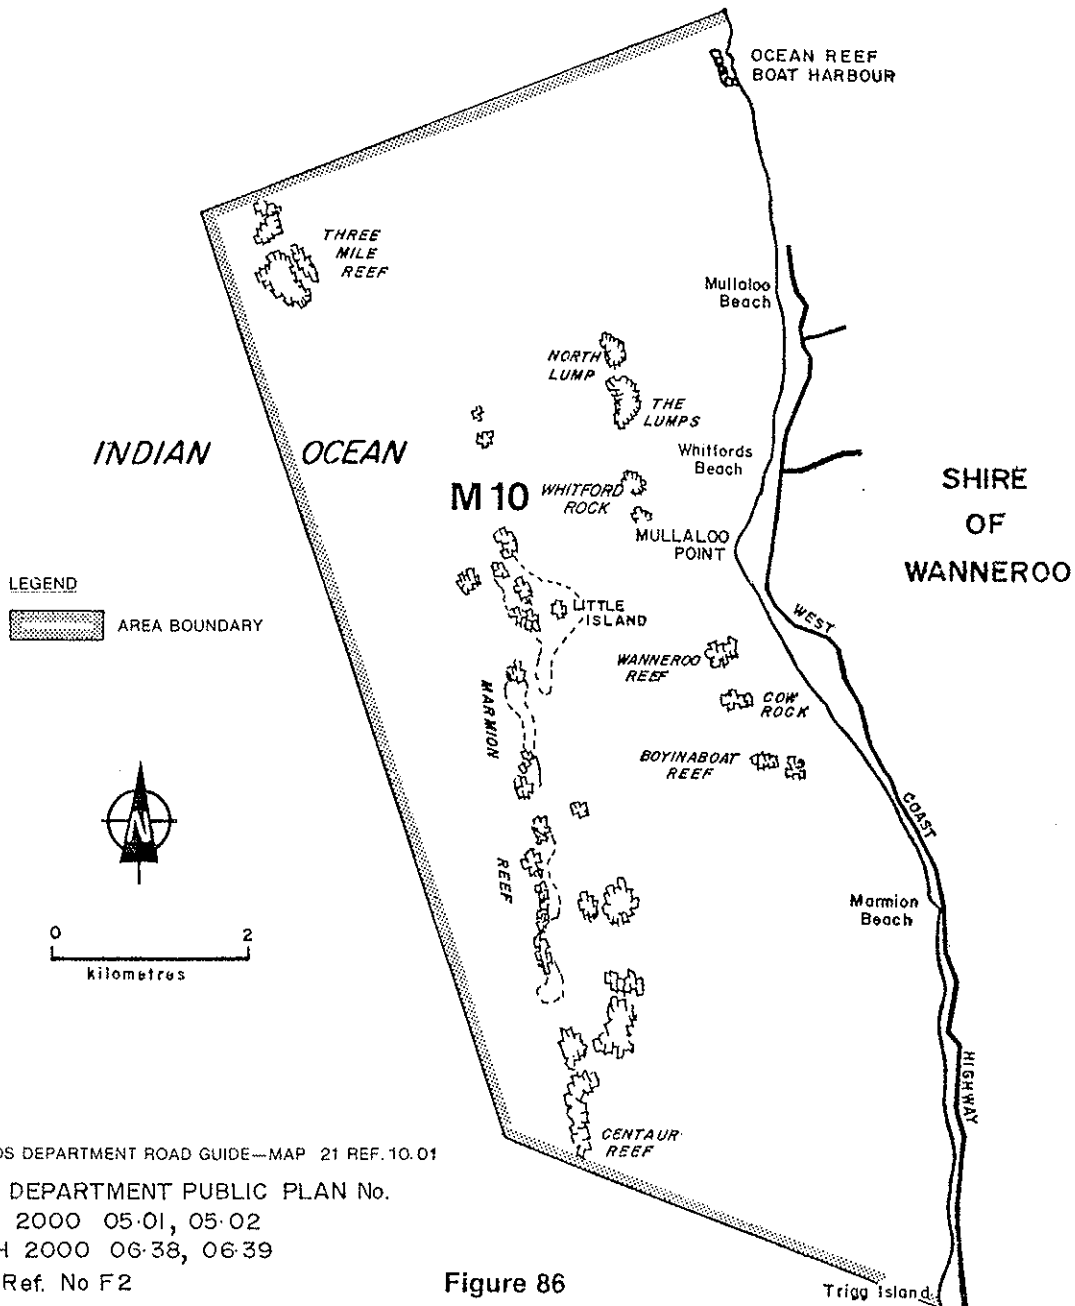 OCEAN REEF
BOAT HARBOUR
THREE
MILE
REEF
Mullaloo
Beach
NORTH
LUMP
THE
LUMPS
INDIAN OCEAN
Whitfords
Beach
SHIRE
OF
WANNEROO
M 10
WHITFORD
ROCK
MULLALOO
POINT
LEGEND
AREA BOUNDARY
LITTLE
ISLAND
WEST
WANNEROO
REEF
MARMION
COW
ROCK
BOYINABOAT
REEF
COAST
N
REEF
Marmion
Beach
0 2
kilometres
HIGHWAY
CENTAUR
REEF
DS DEPARTMENT ROAD GUIDE—MAP 21 REF. 10.01
DEPARTMENT PUBLIC PLAN No.
2000 05·01, 05·02
H 2000 06·38, 06·39
Ref. No F2
Figure 86
Trigg Island